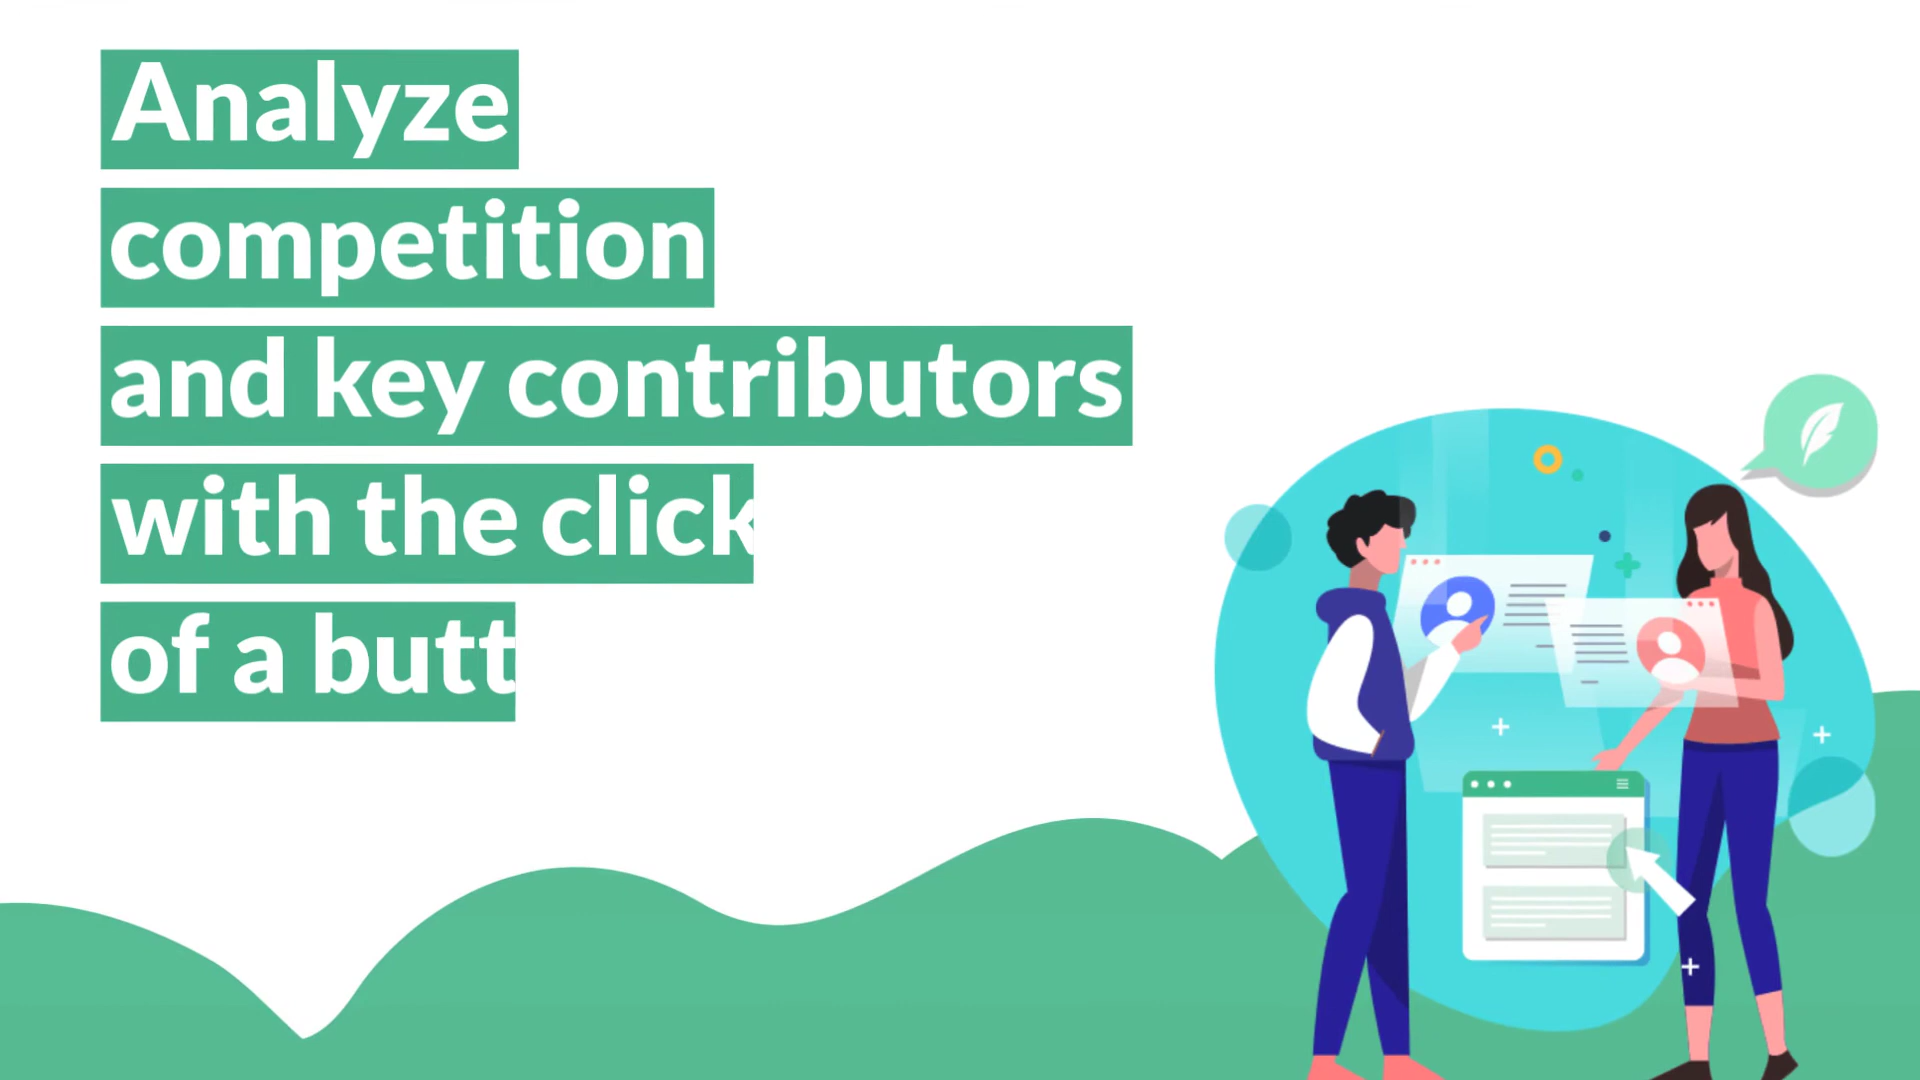 Analyze
competition
and key contributors
with the click
of a butt